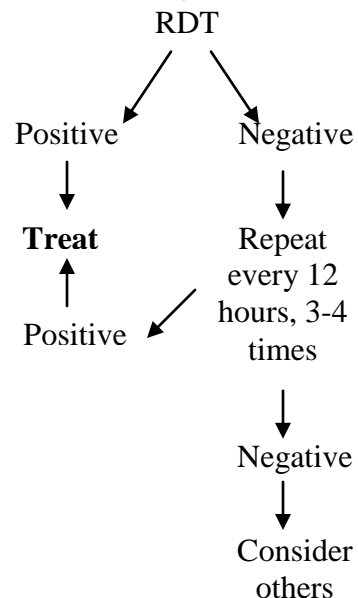 RDT
Positive
Negative
Treat
Repeat
every 12
hours, 3-4
times
Positive
Negative
Consider
others